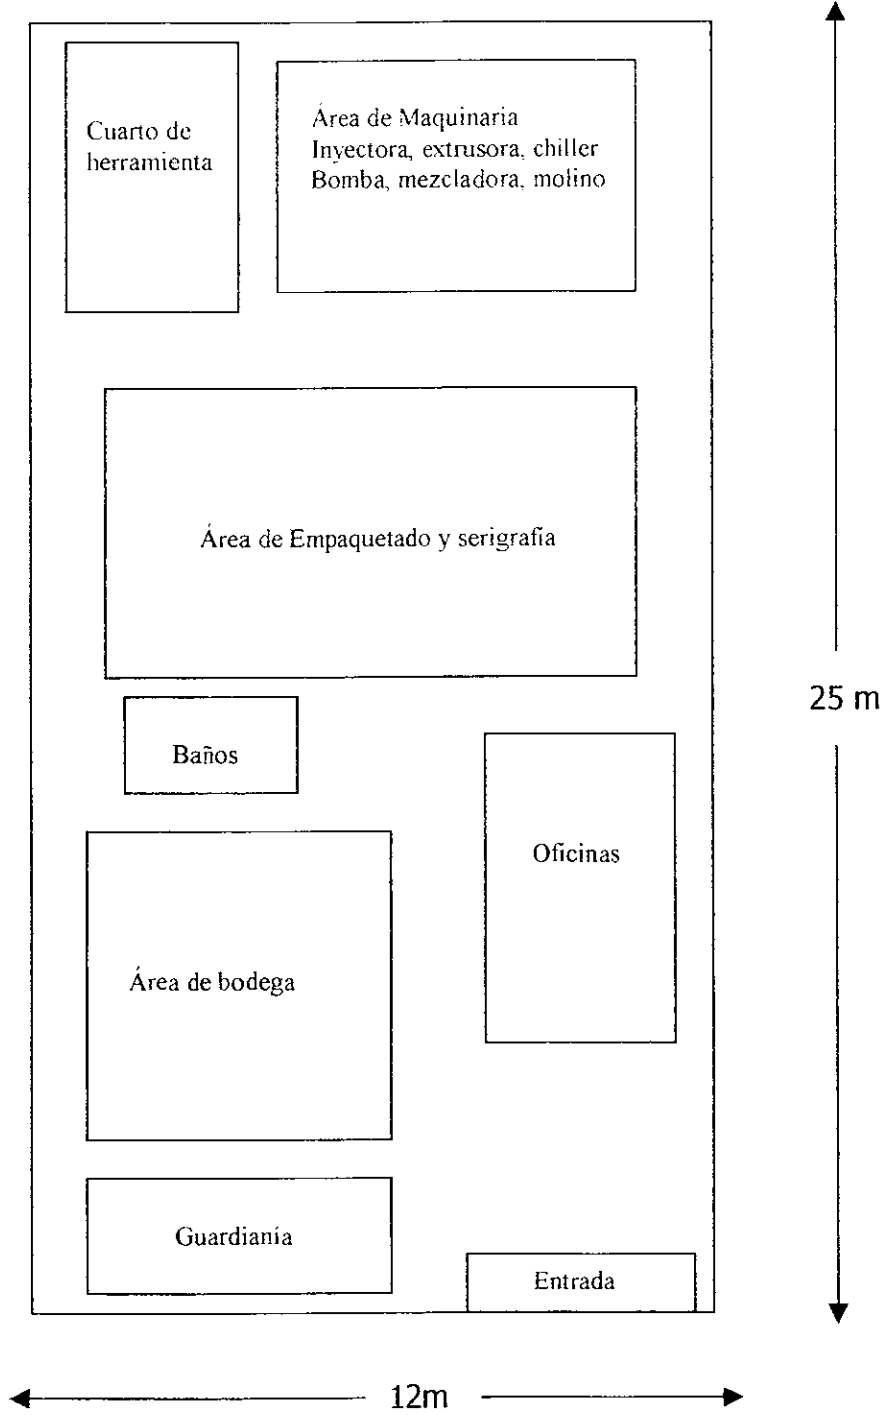 Cuarto de
herramienta
Área de Maquinaria
Inyectora, extrusora, chiller
Bomba, mezcladora, molino
Área de Empaquetado y serigrafia
25 m
Baños
Oficinas
Área de bodega
Guardianía
Entrada
12m